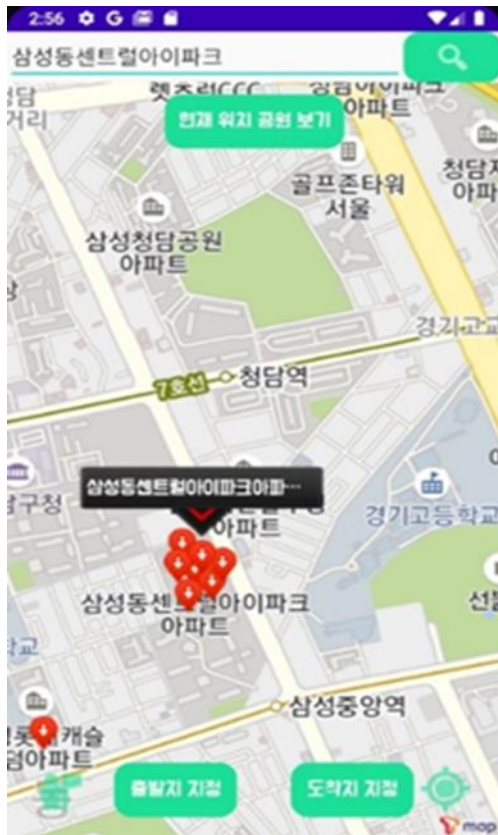 2:56
삼성동센트럴아이파크
현재 위치 공원 보기
아파트
골프존타워
서울
삼성청담공원
아파트
경기고교
청담역
7호선
삼성동센트럴아이파크아파…
아파트
경기고등학교
삼성동센트럴아이파크
아파트
삼성중앙역
출발지 지정
도착지 지정
map